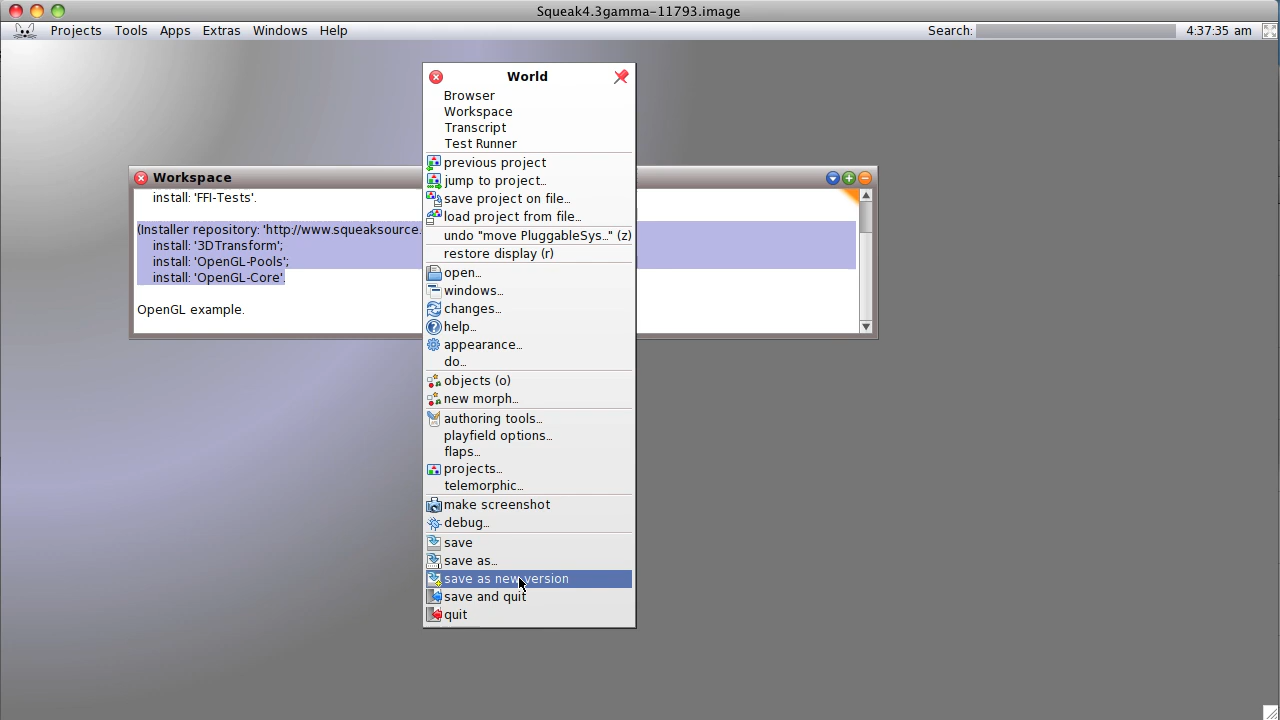 Squeak4.3gamma-11793.image
Projects Tools Apps Extras Windows Help Search: 4:37:35 am
World
Browser
Workspace
Transcript
Test Runner
previous project
jump to project...
save project on file...
load project from file...
undo "move PluggableSys..." (z)
restore display (r)
open...
windows...
changes...
help...
appearance...
do...
objects (o)
new morph...
authoring tools...
playfield options...
flaps...
projects...
telemorphic...
make screenshot
debug...
save
save as...
save as new version
save and quit
quit
Workspace
install: 'FFI-Tests'.
(Installer repository: 'http://www.squeaksource.
install: '3DTransform';
install: 'OpenGL-Pools';
install: 'OpenGL-Core'.
OpenGL example.